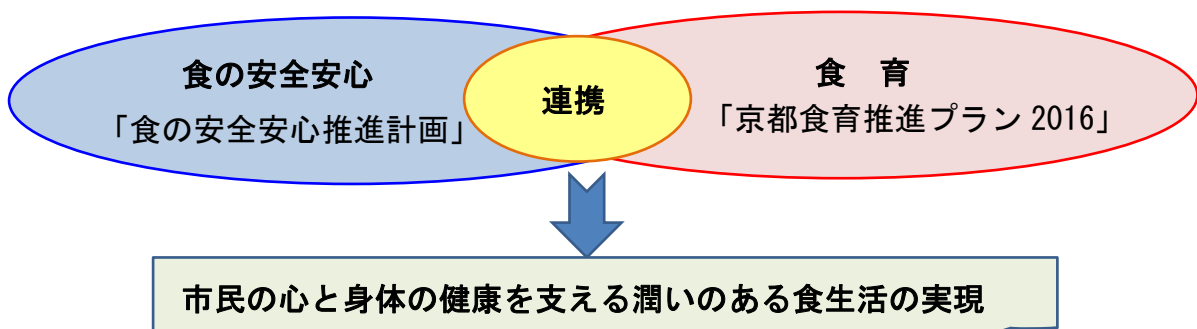 食の安全安心
「食の安全安心推進計画」
連携
食　育
「京都食育推進プラン 2016」
市民の心と身体の健康を支える潤いのある食生活の実現